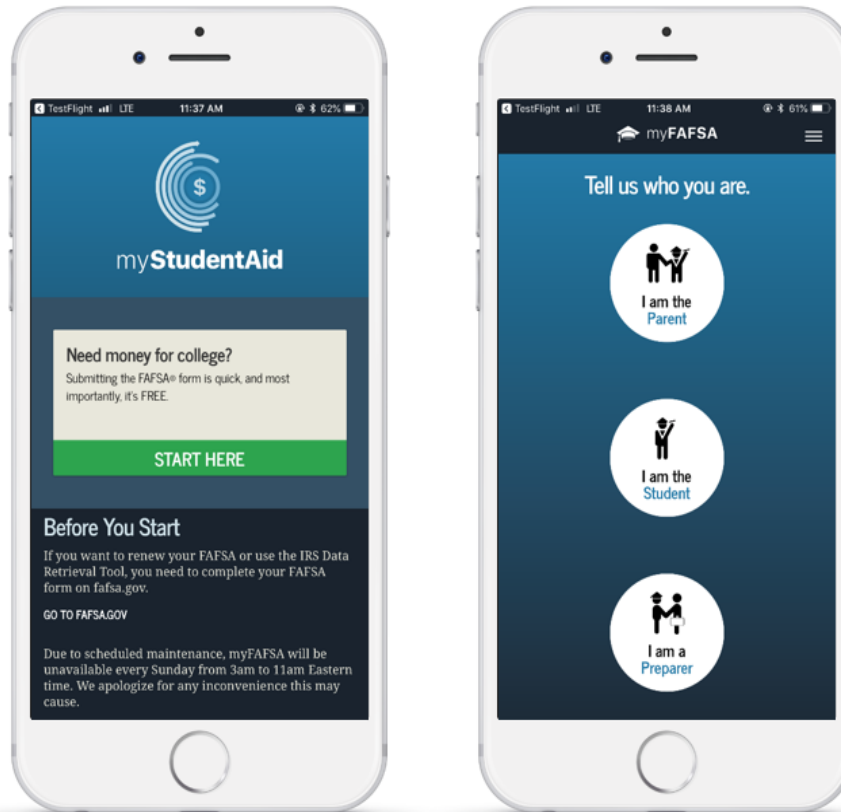 TestFlight LTE 11:37 AM 62%
$
myStudentAid
Need money for college?
Submitting the FAFSA® form is quick, and most
importantly, it's FREE.
START HERE
Before You Start
If you want to renew your FAFSA or use the IRS Data
Retrieval Tool, you need to complete your FAFSA
form on fafsa.gov.
GO TO FAFSA.GOV
Due to scheduled maintenance, myFAFSA will be
unavailable every Sunday from 3am to 11am Eastern
time. We apologize for any inconvenience this may
cause.
TestFlight LTE 11:38 AM 61%
myFAFSA
Tell us who you are.
I am the
Parent
I am the
Student
I am a
Preparer